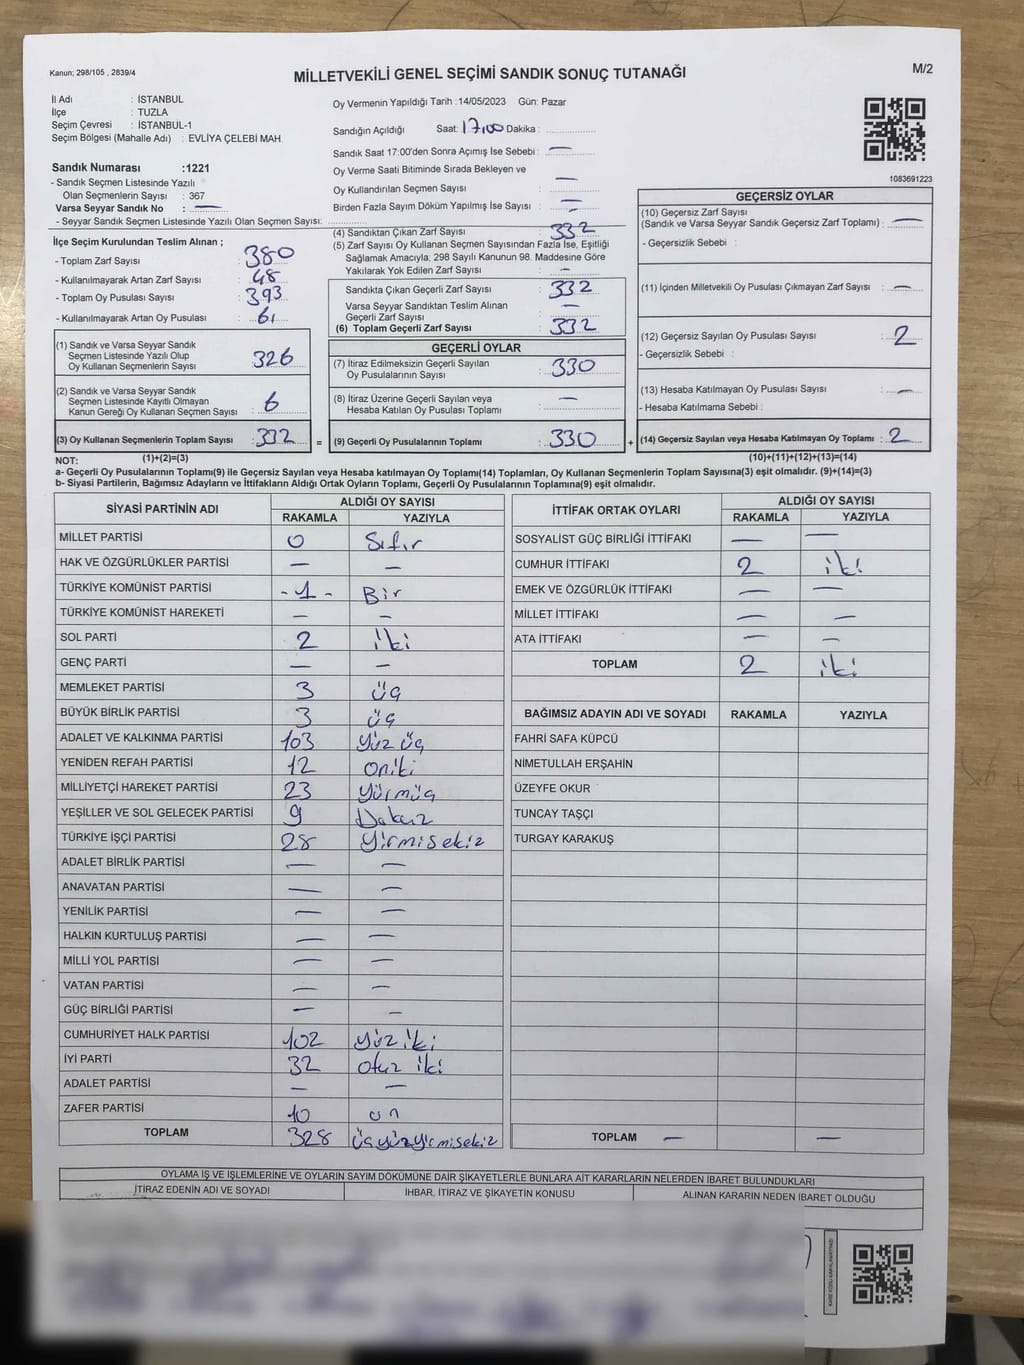 Kanun; 298/105 , 2839/4
MİLLETVEKİLİ GENEL SEÇİMİ SANDIK SONUÇ TUTANAĞI
M/2
İl Adı : İSTANBUL
İlçe : TUZLA
Seçim Çevresi : İSTANBUL-1
Seçim Bölgesi (Mahalle Adı) : EVLİYA ÇELEBİ MAH.
Sandık Numarası :1221
- Sandık Seçmen Listesinde Yazılı
Olan Seçmenlerin Sayısı : 367
Varsa Seyyar Sandık No : —
- Seyyar Sandık Seçmen Listesinde Yazılı Olan Seçmen Sayısı:
Oy Vermenin Yapıldığı Tarih :14/05/2023 Gün: Pazar
Sandığın Açıldığı Saat: 17,00 Dakika :
Sandık Saat 17:00'den Sonra Açımış İse Sebebi : —
Oy Verme Saati Bitiminde Sırada Bekleyen ve
Oy Kullandırılan Seçmen Sayısı : —
Birden Fazla Sayım Döküm Yapılmış İse Sayısı : —
1083691223
İlçe Seçim Kurulundan Teslim Alınan ;
- Toplam Zarf Sayısı : 380
- Kullanılmayarak Artan Zarf Sayısı : 48
- Toplam Oy Pusulası Sayısı : 393
- Kullanılmayarak Artan Oy Pusulası : 61
(1) Sandık ve Varsa Seyyar Sandık
Seçmen Listesinde Yazılı Olup
Oy Kullanan Seçmenlerin Sayısı : 326
(2) Sandık ve Varsa Seyyar Sandık
Seçmen Listesinde Kayıtlı Olmayan
Kanun Gereği Oy Kullanan Seçmen Sayısı : 6
(3) Oy Kullanan Seçmenlerin Toplam Sayısı : 332 =
(1)+(2)=(3)
(4) Sandıktan Çıkan Zarf Sayısı : 332
(5) Zarf Sayısı Oy Kullanan Seçmen Sayısından Fazla İse, Eşitliği
Sağlamak Amacıyla; 298 Sayılı Kanunun 98. Maddesine Göre
Yakılarak Yok Edilen Zarf Sayısı : —
Sandıkta Çıkan Geçerli Zarf Sayısı : 332
Varsa Seyyar Sandıktan Teslim Alınan
Geçerli Zarf Sayısı : —
(6) Toplam Geçerli Zarf Sayısı : 332
GEÇERLİ OYLAR
(7) İtiraz Edilmeksizin Geçerli Sayılan
Oy Pusulalarının Sayısı : 330
(8) İtiraz Üzerine Geçerli Sayılan veya
Hesaba Katılan Oy Pusulası Toplamı : —
(9) Geçerli Oy Pusulalarının Toplamı : 330 +
GEÇERSİZ OYLAR
(10) Geçersiz Zarf Sayısı
(Sandık ve Varsa Seyyar Sandık Geçersiz Zarf Toplamı) : —
- Geçersizlik Sebebi :
(11) İçinden Milletvekili Oy Pusulası Çıkmayan Zarf Sayısı : —
(12) Geçersiz Sayılan Oy Pusulası Sayısı : 2
- Geçersizlik Sebebi :
(13) Hesaba Katılmayan Oy Pusulası Sayısı : —
- Hesaba Katılmama Sebebi :
(14) Geçersiz Sayılan veya Hesaba Katılmayan Oy Toplamı : 2
(10)+(11)+(12)+(13)=(14)
NOT:
a- Geçerli Oy Pusulalarının Toplamı(9) ile Geçersiz Sayılan veya Hesaba katılmayan Oy Toplamı(14) Toplamları, Oy Kullanan Seçmenlerin Toplam Sayısına(3) eşit olmalıdır. (9)+(14)=(3)
b- Siyasi Partilerin, Bağımsız Adayların ve İttifakların Aldığı Ortak Oyların Toplamı, Geçerli Oy Pusulalarının Toplamına(9) eşit olmalıdır.
SİYASİ PARTİNİN ADI ALDIĞI OY SAYISI
RAKAMLA YAZIYLA
MİLLET PARTİSİ 0 Sıfır
HAK VE ÖZGÜRLÜKLER PARTİSİ — —
TÜRKİYE KOMÜNİST PARTİSİ -1- Bir
TÜRKİYE KOMÜNİST HAREKETİ — —
SOL PARTİ 2 iki
GENÇ PARTİ — —
MEMLEKET PARTİSİ 3 üç
BÜYÜK BİRLİK PARTİSİ 3 üç
ADALET VE KALKINMA PARTİSİ 103 yüz üç
YENİDEN REFAH PARTİSİ 12 oniki
MİLLİYETÇİ HAREKET PARTİSİ 23
YEŞİLLER VE SOL GELECEK PARTİSİ 9 Dokuz
TÜRKİYE İŞÇİ PARTİSİ 28 yirmisekiz
ADALET BİRLİK PARTİSİ — —
ANAVATAN PARTİSİ — —
YENİLİK PARTİSİ — —
HALKIN KURTULUŞ PARTİSİ — —
MİLLİ YOL PARTİSİ — —
VATAN PARTİSİ — —
GÜÇ BİRLİĞİ PARTİSİ — —
CUMHURİYET HALK PARTİSİ 102 yüz iki
İYİ PARTİ 32 otuz iki
ADALET PARTİSİ — —
ZAFER PARTİSİ 10 on
TOPLAM 328 üçyüzyirmisekiz
İTTİFAK ORTAK OYLARI ALDIĞI OY SAYISI
RAKAMLA YAZIYLA
SOSYALİST GÜÇ BİRLİĞİ İTTİFAKI — —
CUMHUR İTTİFAKI 2 iki
EMEK VE ÖZGÜRLÜK İTTİFAKI — —
MİLLET İTTİFAKI — —
ATA İTTİFAKI — —
TOPLAM 2 iki
BAĞIMSIZ ADAYIN ADI VE SOYADI RAKAMLA YAZIYLA
FAHRİ SAFA KÜPCÜ
NİMETULLAH ERŞAHİN
ÜZEYFE OKUR
TUNCAY TAŞÇI
TURGAY KARAKUŞ
TOPLAM — —
OYLAMA İŞ VE İŞLEMLERİNE VE OYLARIN SAYIM DÖKÜMÜNE DAİR ŞİKAYETLERLE BUNLARA AİT KARARLARIN NELERDEN İBARET BULUNDUKLARI
İTİRAZ EDENİN ADI VE SOYADI İHBAR, İTİRAZ VE ŞİKAYETİN KONUSU ALINAN KARARIN NEDEN İBARET OLDUĞU